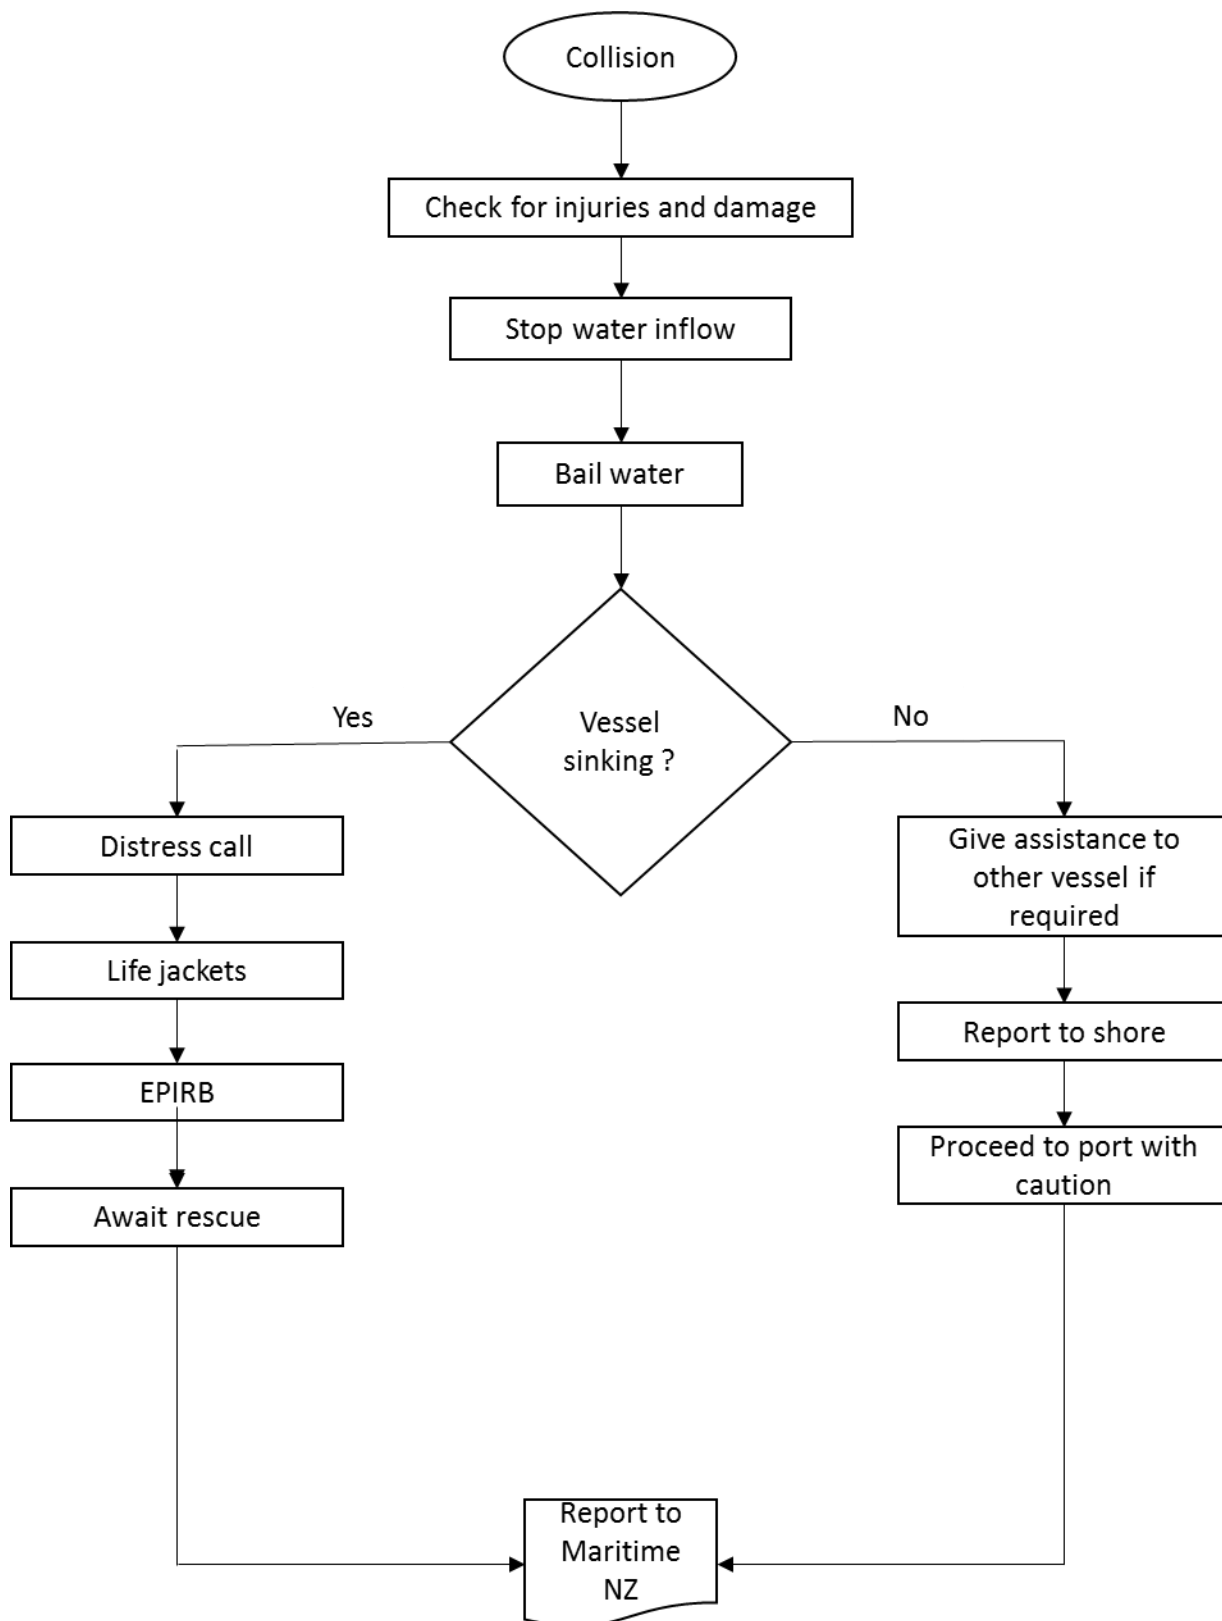 Collision
Check for injuries and damage
Stop water inflow
Bail water
Vessel
sinking ?
Yes
Distress call
Life jackets
EPIRB
Await rescue
No
Give assistance to
other vessel if
required
Report to shore
Proceed to port with
caution
Report to
Maritime
NZ